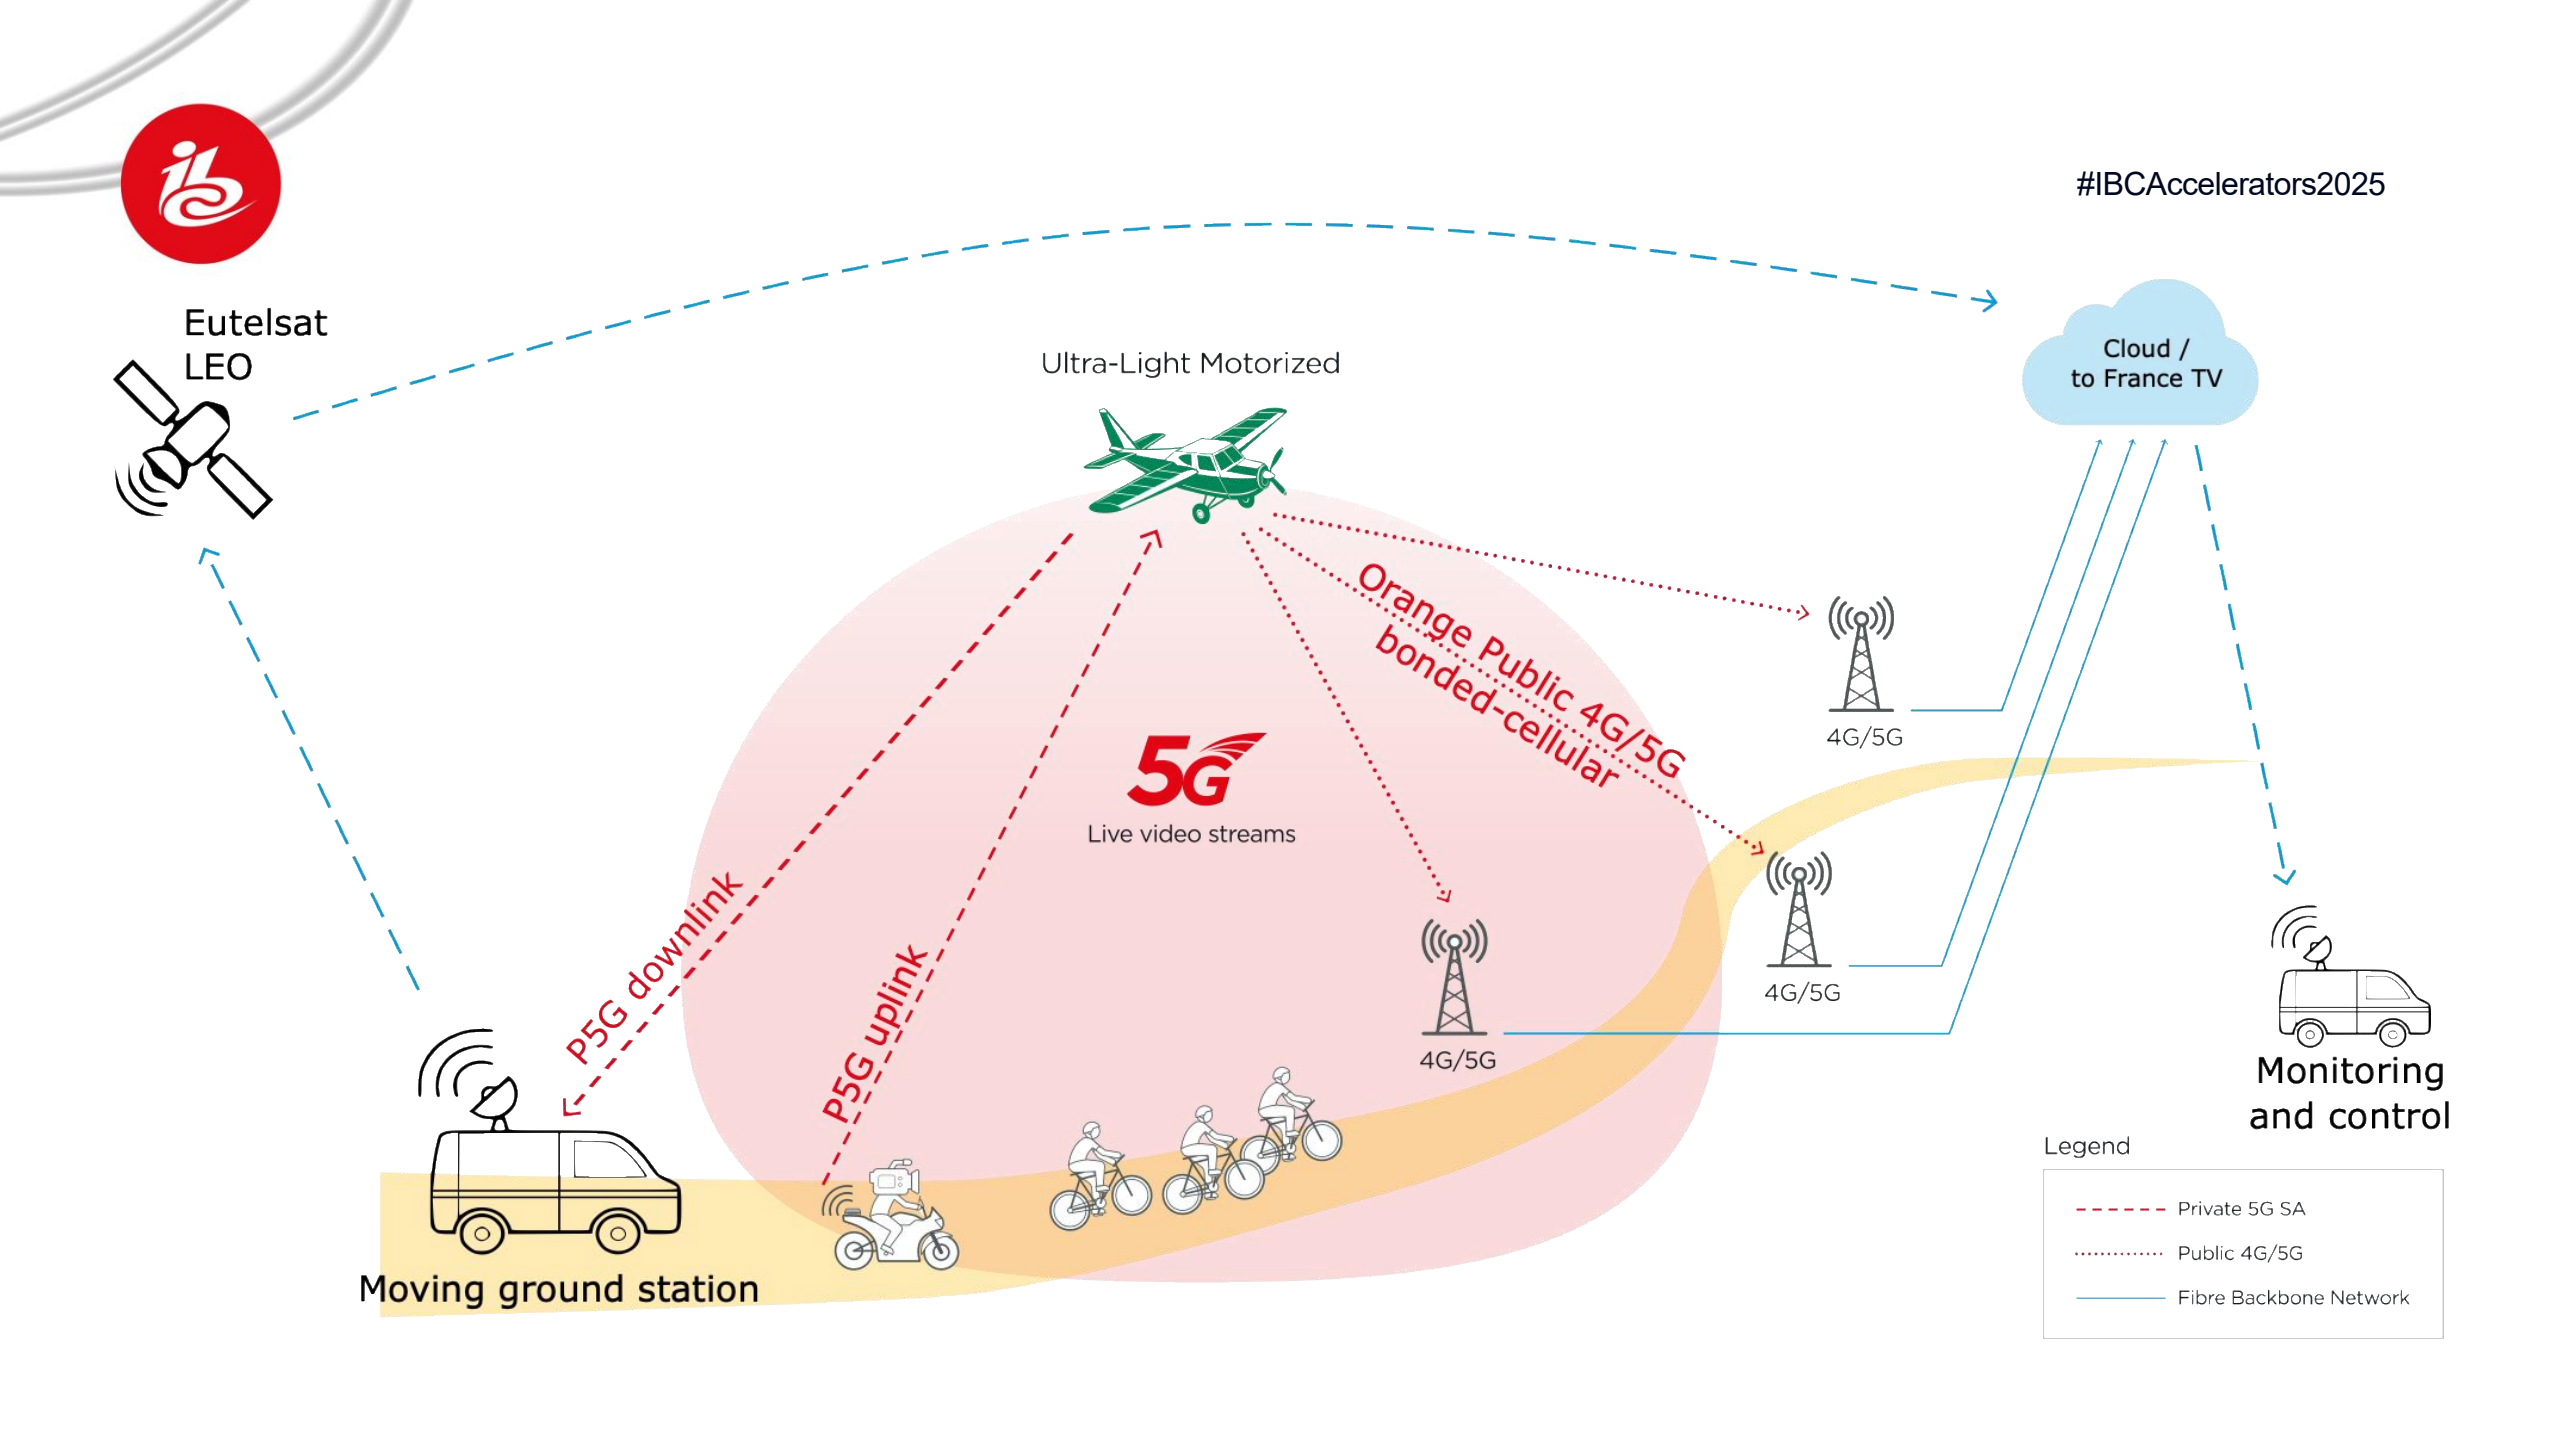 #IBCAccelerators2025
Eutelsat
LEO
Ultra-Light Motorized
Cloud /
to France TV
Orange Public 4G/5G
bonded-cellular
5G
Live video streams
4G/5G
4G/5G
4G/5G
P5G downlink
P5G uplink
Moving ground station
Monitoring
and control
Legend
Private 5G SA
Public 4G/5G
Fibre Backbone Network